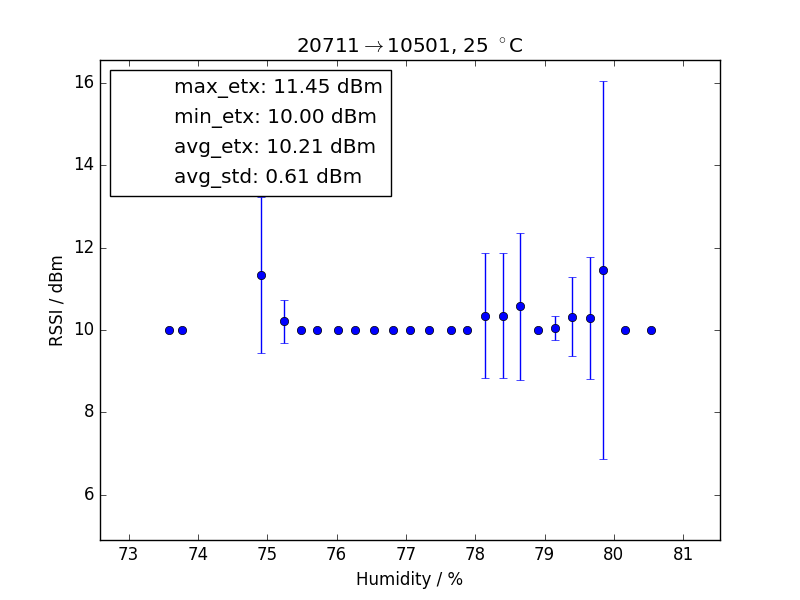 20711→10501, 25 °C
max_etx: 11.45 dBm
min_etx: 10.00 dBm
avg_etx: 10.21 dBm
avg_std: 0.61 dBm
16
14
12
10
8
6
RSSI / dBm
73 74 75 76 77 78 79 80 81
Humidity / %